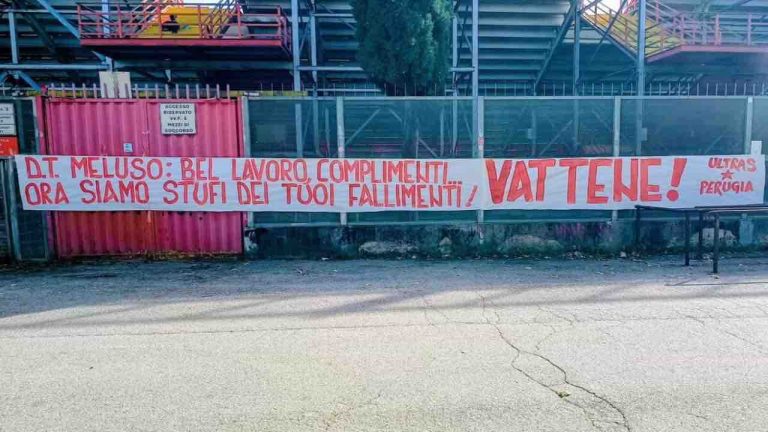 ACCESSO
RISERVATO
VV.F. E
MEZZI DI
SOCCORSO
D.T. MELUSO: BEL LAVORO, COMPLIMENTI...
ORA SIAMO STUFI DEI TUOI FALLIMENTI!
VATTENE!
ULTRAS
PERUGIA